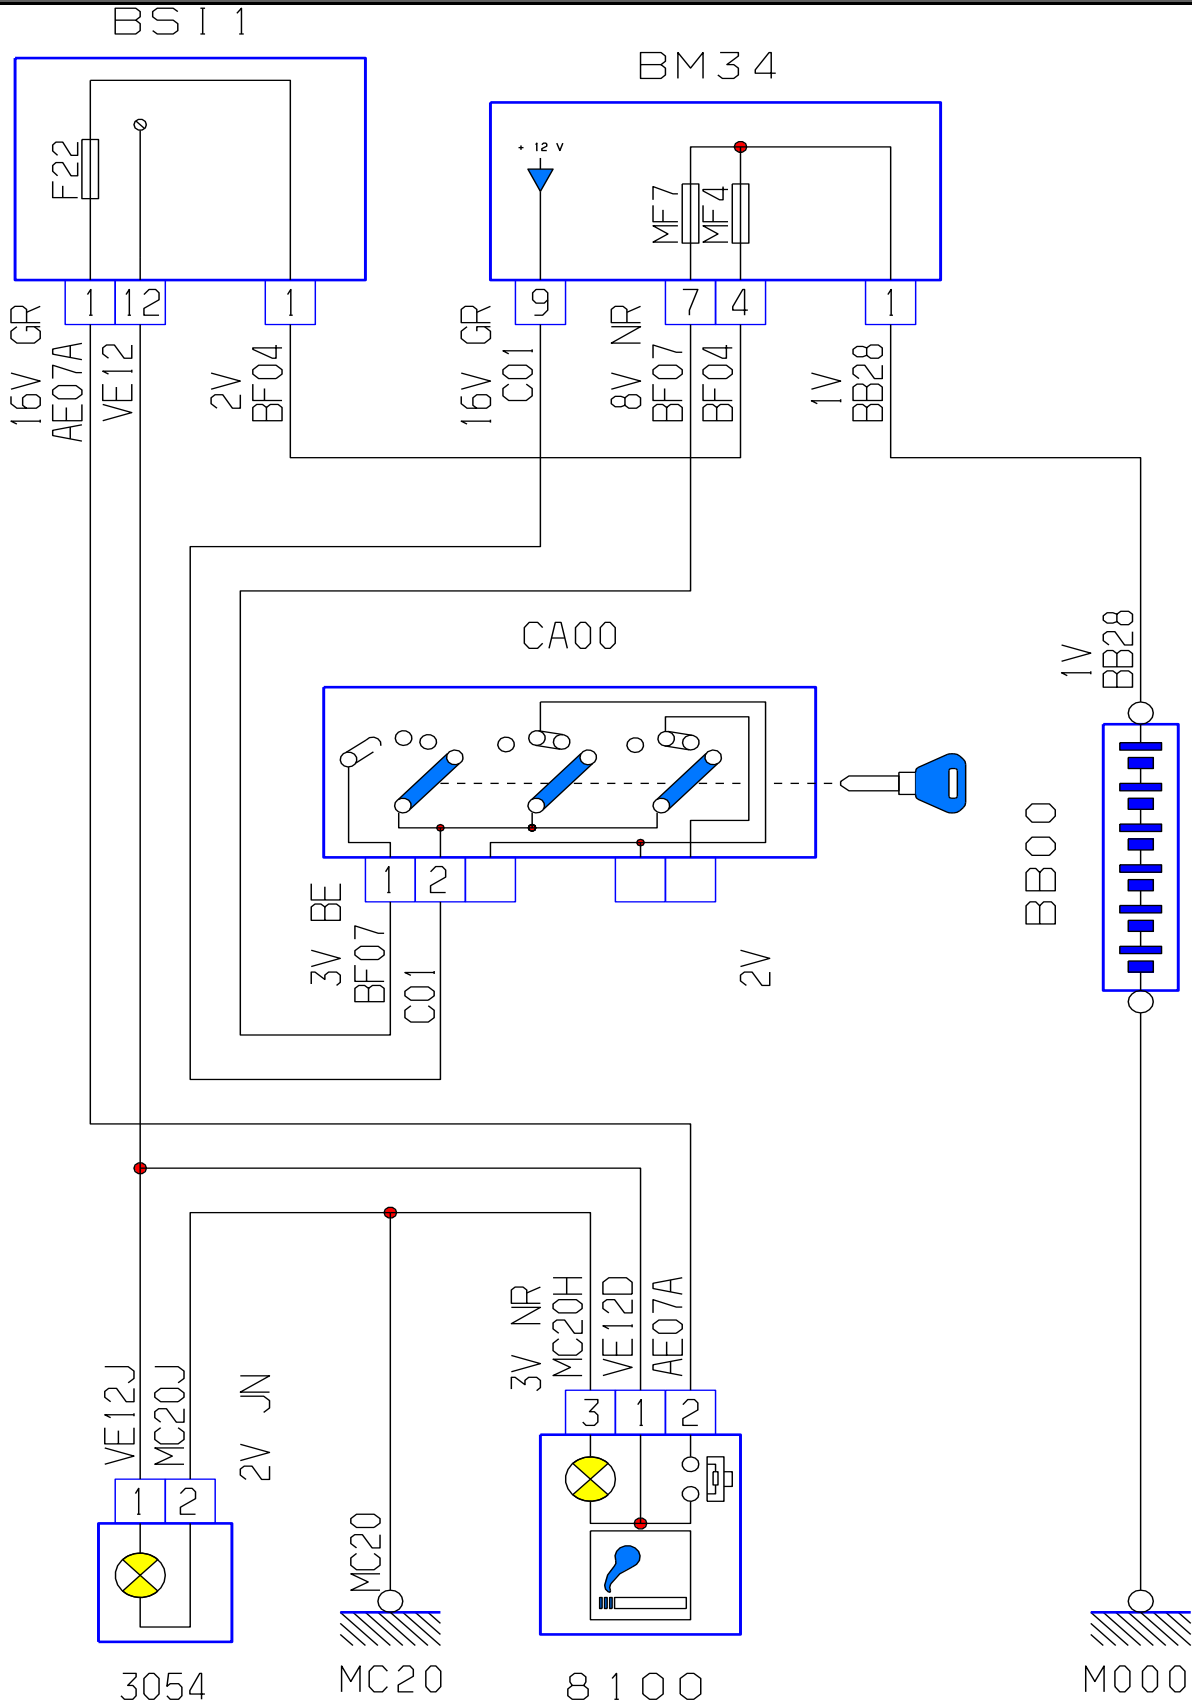 BSI 1
BM34
+ 12 V
F22
MF7
MF4
1
12
1
9
7
4
1
16V GR
AE07A
VE12
2V
BF04
16V GR
C01
8V NR
BF07
BF04
1V
BB28
CA00
1V
BB28
BB00
1
2
3V BE
BF07
C01
2V
3V NR
MC20H
VE12D
AE07A
VE12J
MC20J
2V JN
3
1
2
1
2
MC20
3054
MC20
8100
M000